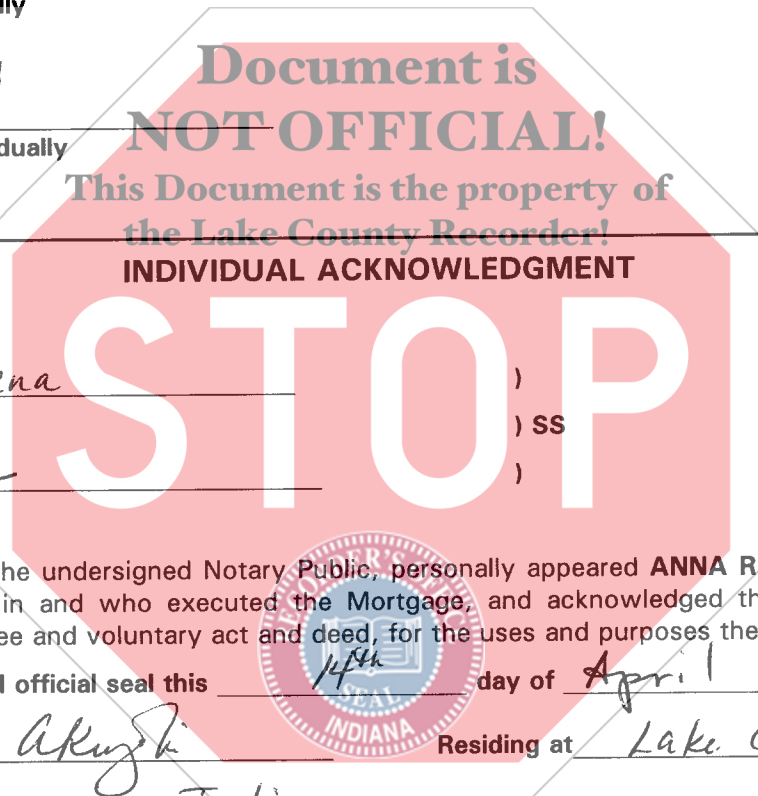 Document is
NOT OFFICIAL!
dually
This Document is the property of
the Lake County Recorder!
INDIVIDUAL ACKNOWLEDGMENT
STOP
ena )
) SS
)
he undersigned Notary Public, personally appeared ANNA R
in and who executed the Mortgage, and acknowledged th
ee and voluntary act and deed, for the uses and purposes the
l official seal this 14th day of April
SEAL
INDIANA
Residing at Lake C